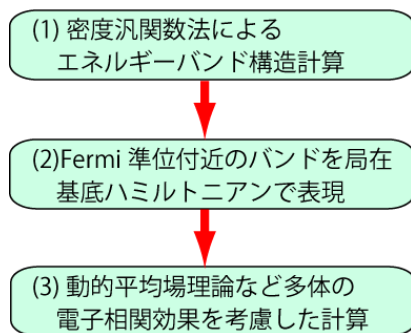 (1) 密度汎関数法による
エネルギーバンド構造計算
(2)Fermi 準位付近のバンドを局在
基底ハミルトニアンで表現
(3) 動的平均場理論など多体の
電子相関効果を考慮した計算